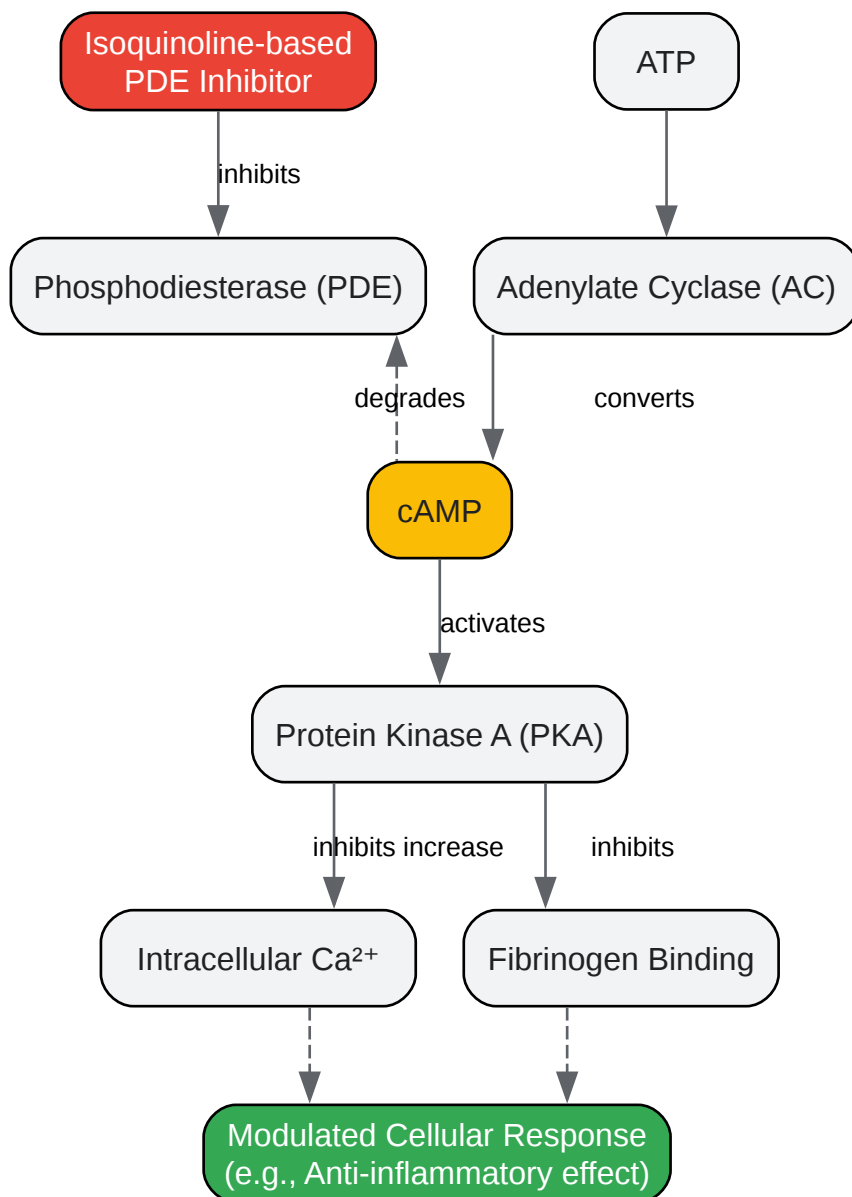 Isoquinoline-based
PDE Inhibitor
ATP
inhibits
Phosphodiesterase (PDE)
Adenylate Cyclase (AC)
degrades
converts
cAMP
activates
Protein Kinase A (PKA)
inhibits increase
inhibits
Intracellular Ca²⁺
Fibrinogen Binding
Modulated Cellular Response
(e.g., Anti-inflammatory effect)